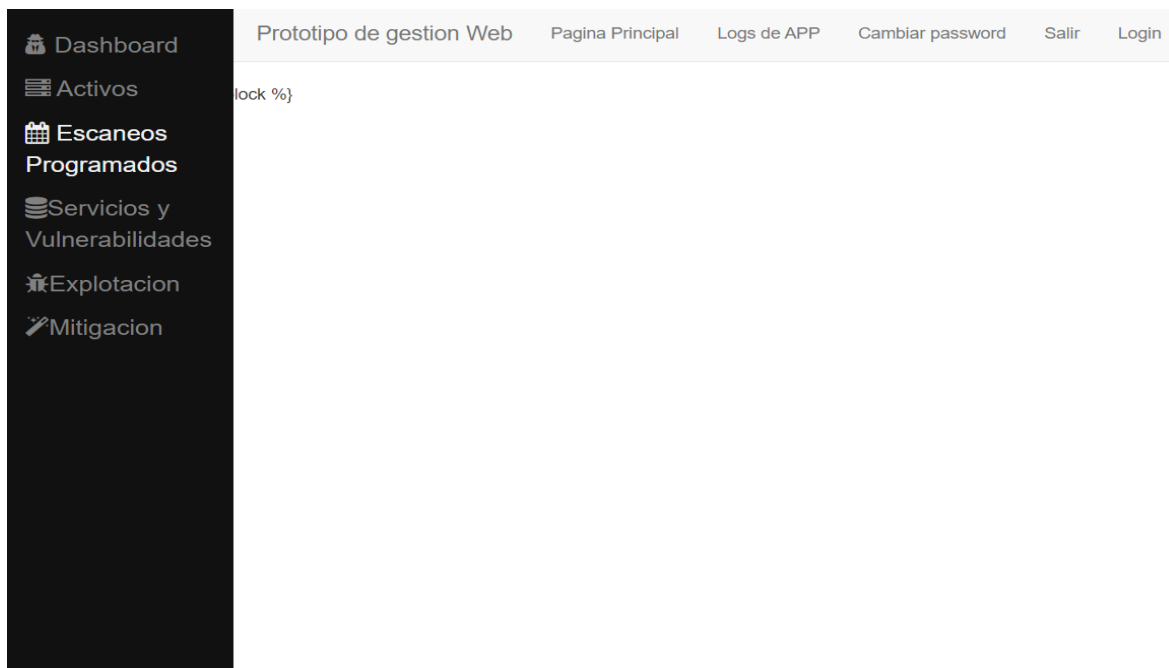 Dashboard
Activos
Escaneos
Programados
Servicios y
Vulnerabilidades
Explotacion
Mitigacion
Prototipo de gestion Web Pagina Principal Logs de APP Cambiar password Salir Login
lock %}